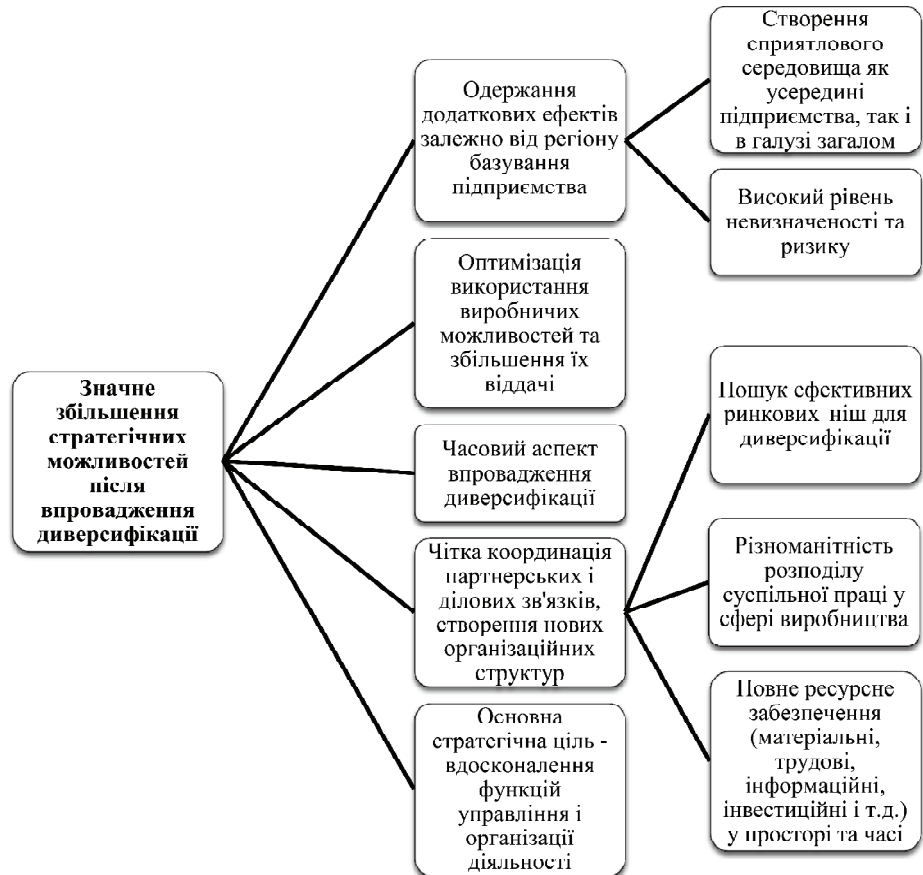 Значне
збільшення
стратегічних
можливостей
після
впровадження
диверсифікації
Одержання
додаткових ефектів
залежно від регіону
базування
підприємства
Створення
сприятлового
середовища як
усередині
підприємства, так і
в галузі загалом
Високий рівень
невизначеності та
ризику
Оптимізація
використання
виробничих
можливостей та
збільшення їх
віддачі
Часовий аспект
впровадження
диверсифікації
Чітка координація
партнерських і
ділових зв'язків,
створення нових
організаційних
структур
Пошук ефективних
ринкових ніш для
диверсифікації
Різноманітність
розподілу
суспільної праці у
сфері виробництва
Повне ресурсне
забезпечення
(матеріальні,
трудові,
інформаційні,
інвестиційні і т.д.)
у просторі та часі
Основна
стратегічна ціль -
вдосконалення
функцій
управління і
організації
діяльності